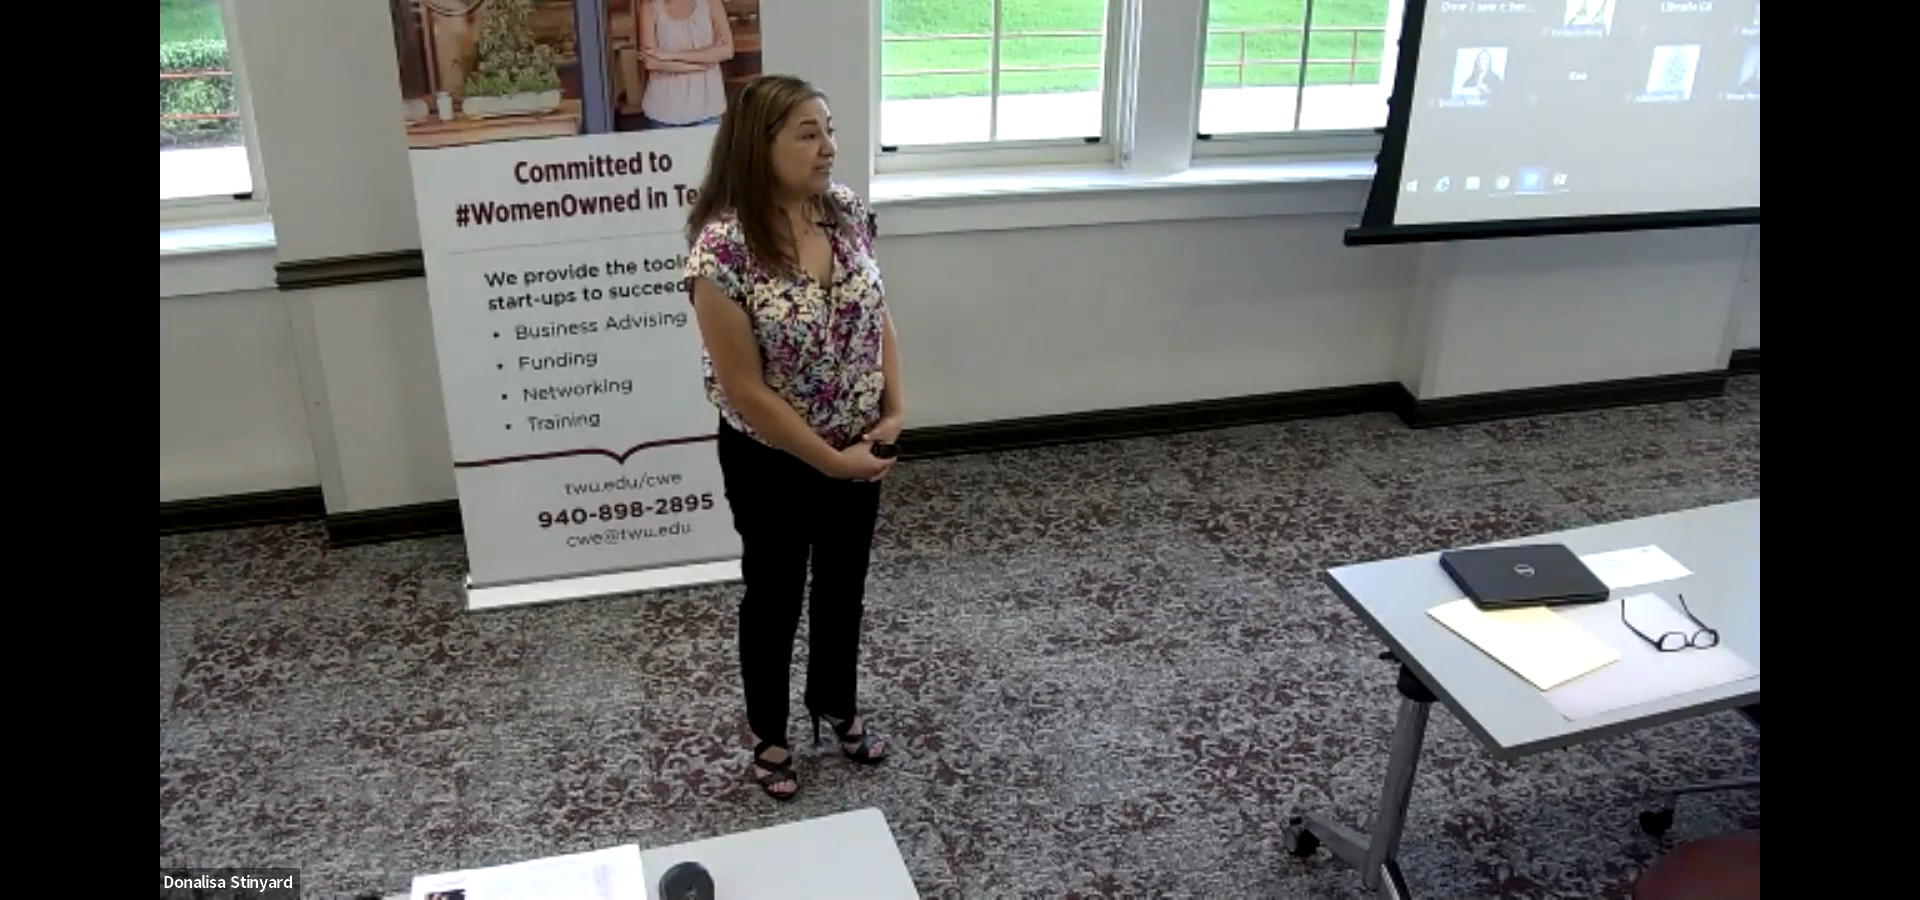 Committed to
#WomenOwned in Te
We provide the tools
start-ups to succeed
• Business Advising
• Funding
• Networking
• Training
twu.edu/cwe
940-898-2895
cwe@twu.edu
Donalisa Stinyard